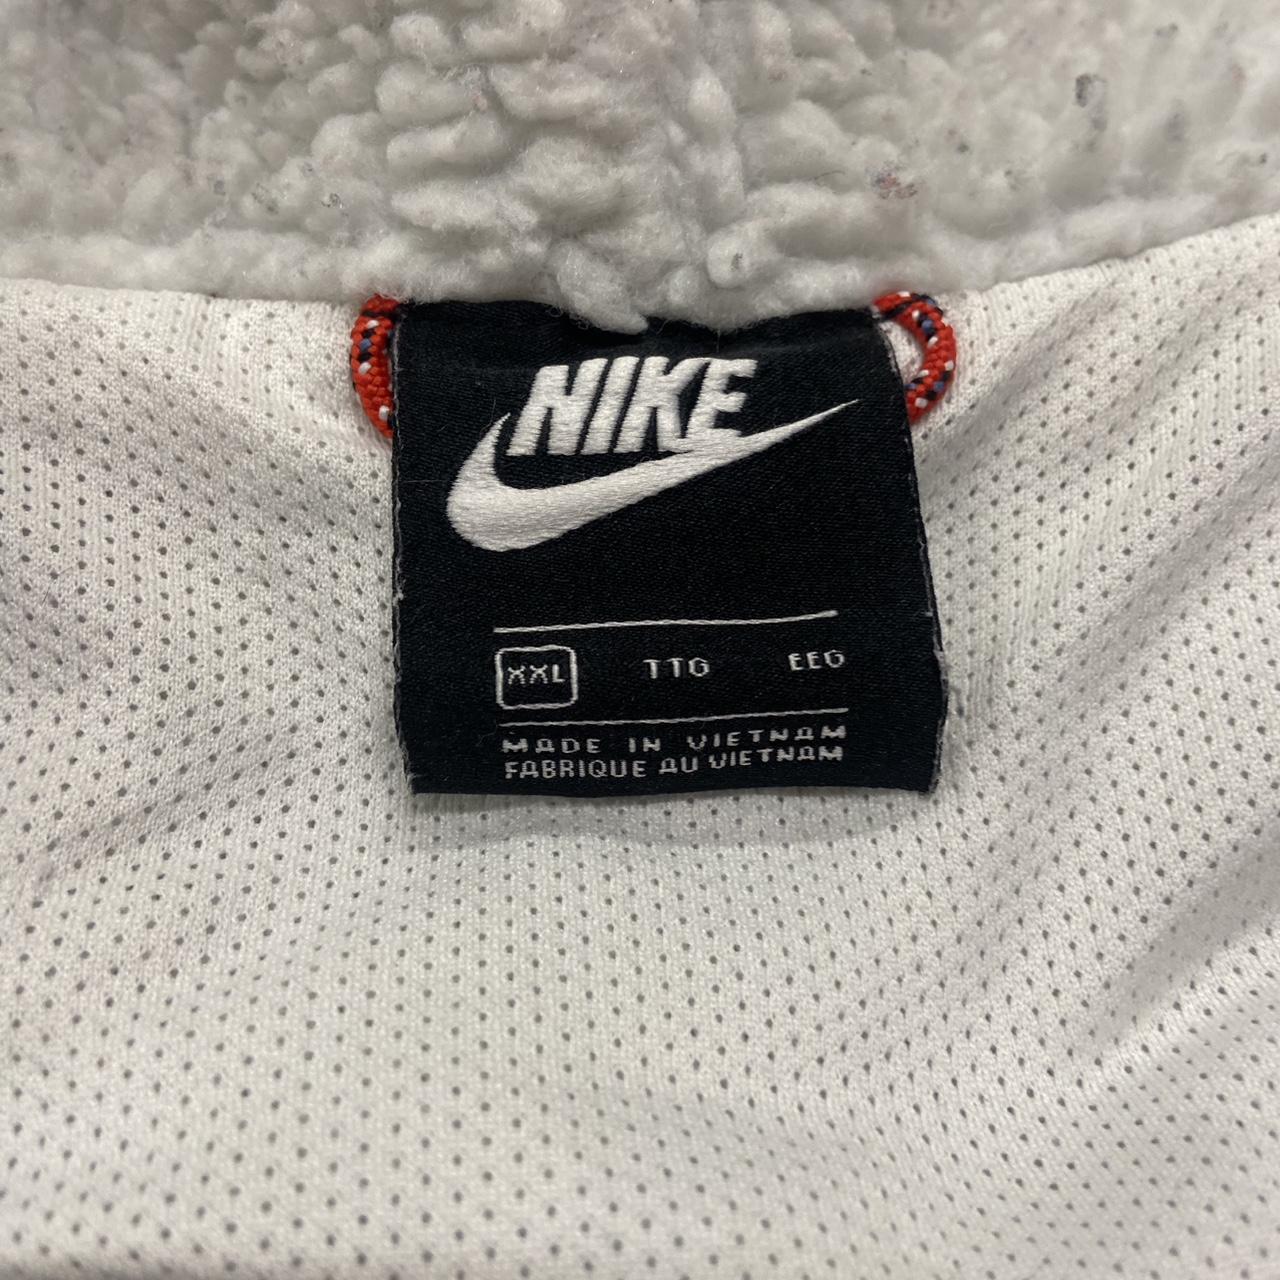 NIKE
XXL TTG EEG
MADE IN VIETNAM
FABRIQUE AU VIETNAM